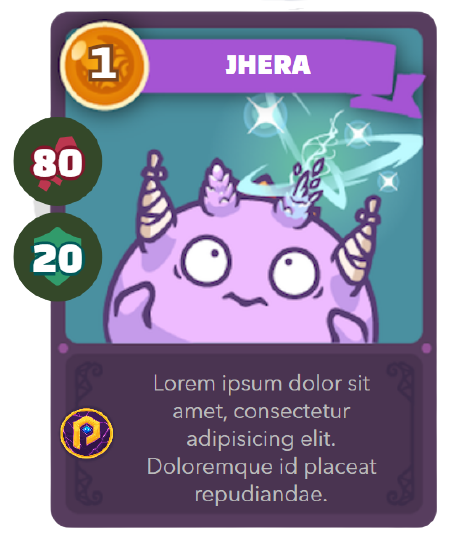 1
JHERA
80
20
Lorem ipsum dolor sit
amet, consectetur
adipisicing elit.
Doloremque id placeat
repudiandae.